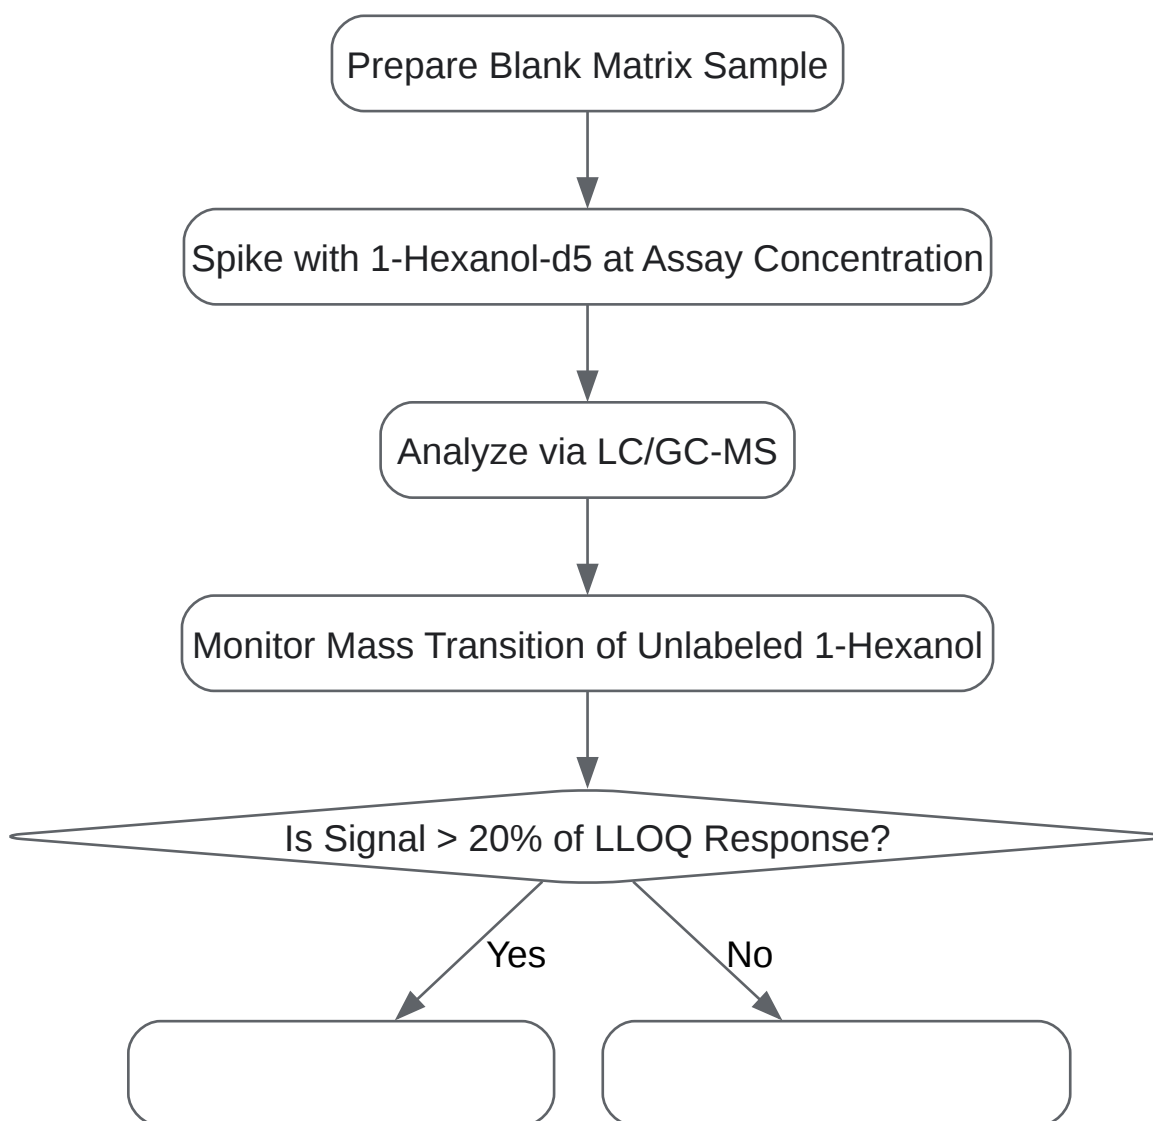 Prepare Blank Matrix Sample
Spike with 1-Hexanol-d5 at Assay Concentration
Analyze via LC/GC-MS
Monitor Mass Transition of Unlabeled 1-Hexanol
Is Signal > 20% of LLOQ Response?
Yes
No